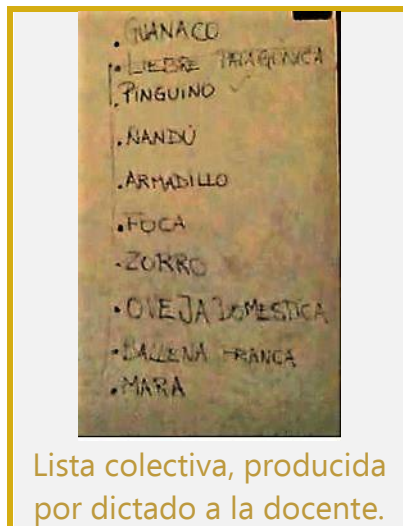 . GUANACO
• LIEBRE PATAGÓNICA
. PINGUINO ✓
. ÑANDÚ
. ARMADILLO
. FOCA
. ZORRO
• OVEJA DOMESTICA
• BALLENA FRANCA
. MARA
Lista colectiva, producida
por dictado a la docente.